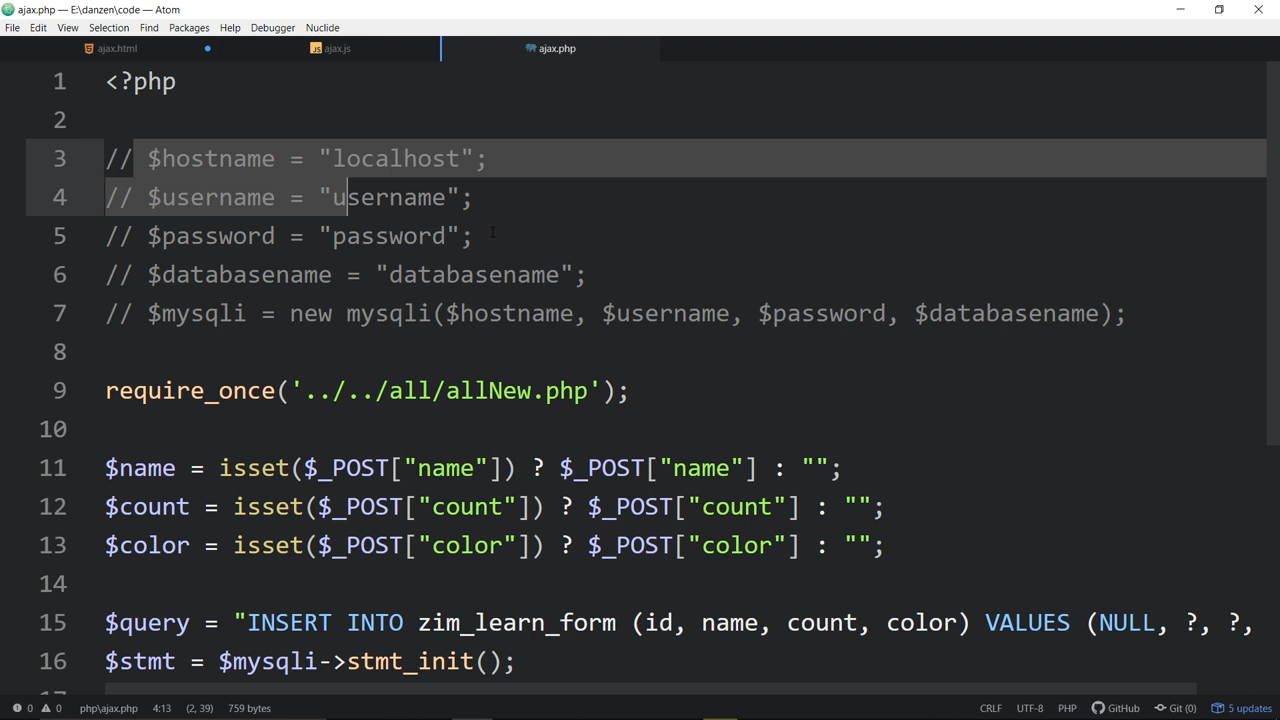 ajax.php — E:\danzen\code — Atom
File Edit View Selection Find Packages Help Debugger Nuclide
ajax.html JS ajax.js ajax.php
1 <?php
2
3 // $hostname = "localhost";
4 // $username = "username";
5 // $password = "password";
6 // $databasename = "databasename";
7 // $mysqli = new mysqli($hostname, $username, $password, $databasename);
8
9 require_once('../../all/allNew.php');
10
11 $name = isset($_POST["name"]) ? $_POST["name"] : "";
12 $count = isset($_POST["count"]) ? $_POST["count"] : "";
13 $color = isset($_POST["color"]) ? $_POST["color"] : "";
14
15 $query = "INSERT INTO zim_learn_form (id, name, count, color) VALUES (NULL, ?, ?,
16 $stmt = $mysqli->stmt_init();
0 0 php\ajax.php 4:13 (2, 39) 759 bytes CRLF UTF-8 PHP GitHub Git (0) 5 updates